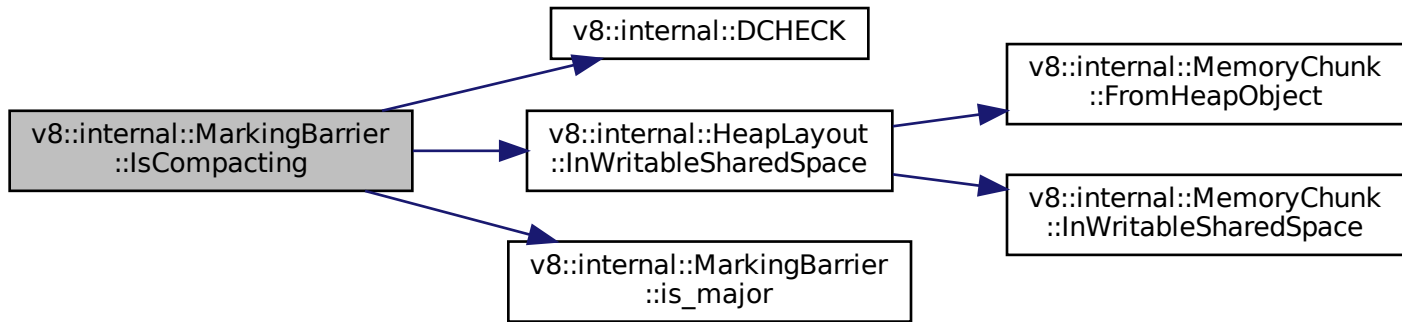 v8::internal::MarkingBarrier
::IsCompacting
v8::internal::DCHECK
v8::internal::HeapLayout
::InWritableSharedSpace
v8::internal::MarkingBarrier
::is_major
v8::internal::MemoryChunk
::FromHeapObject
v8::internal::MemoryChunk
::InWritableSharedSpace